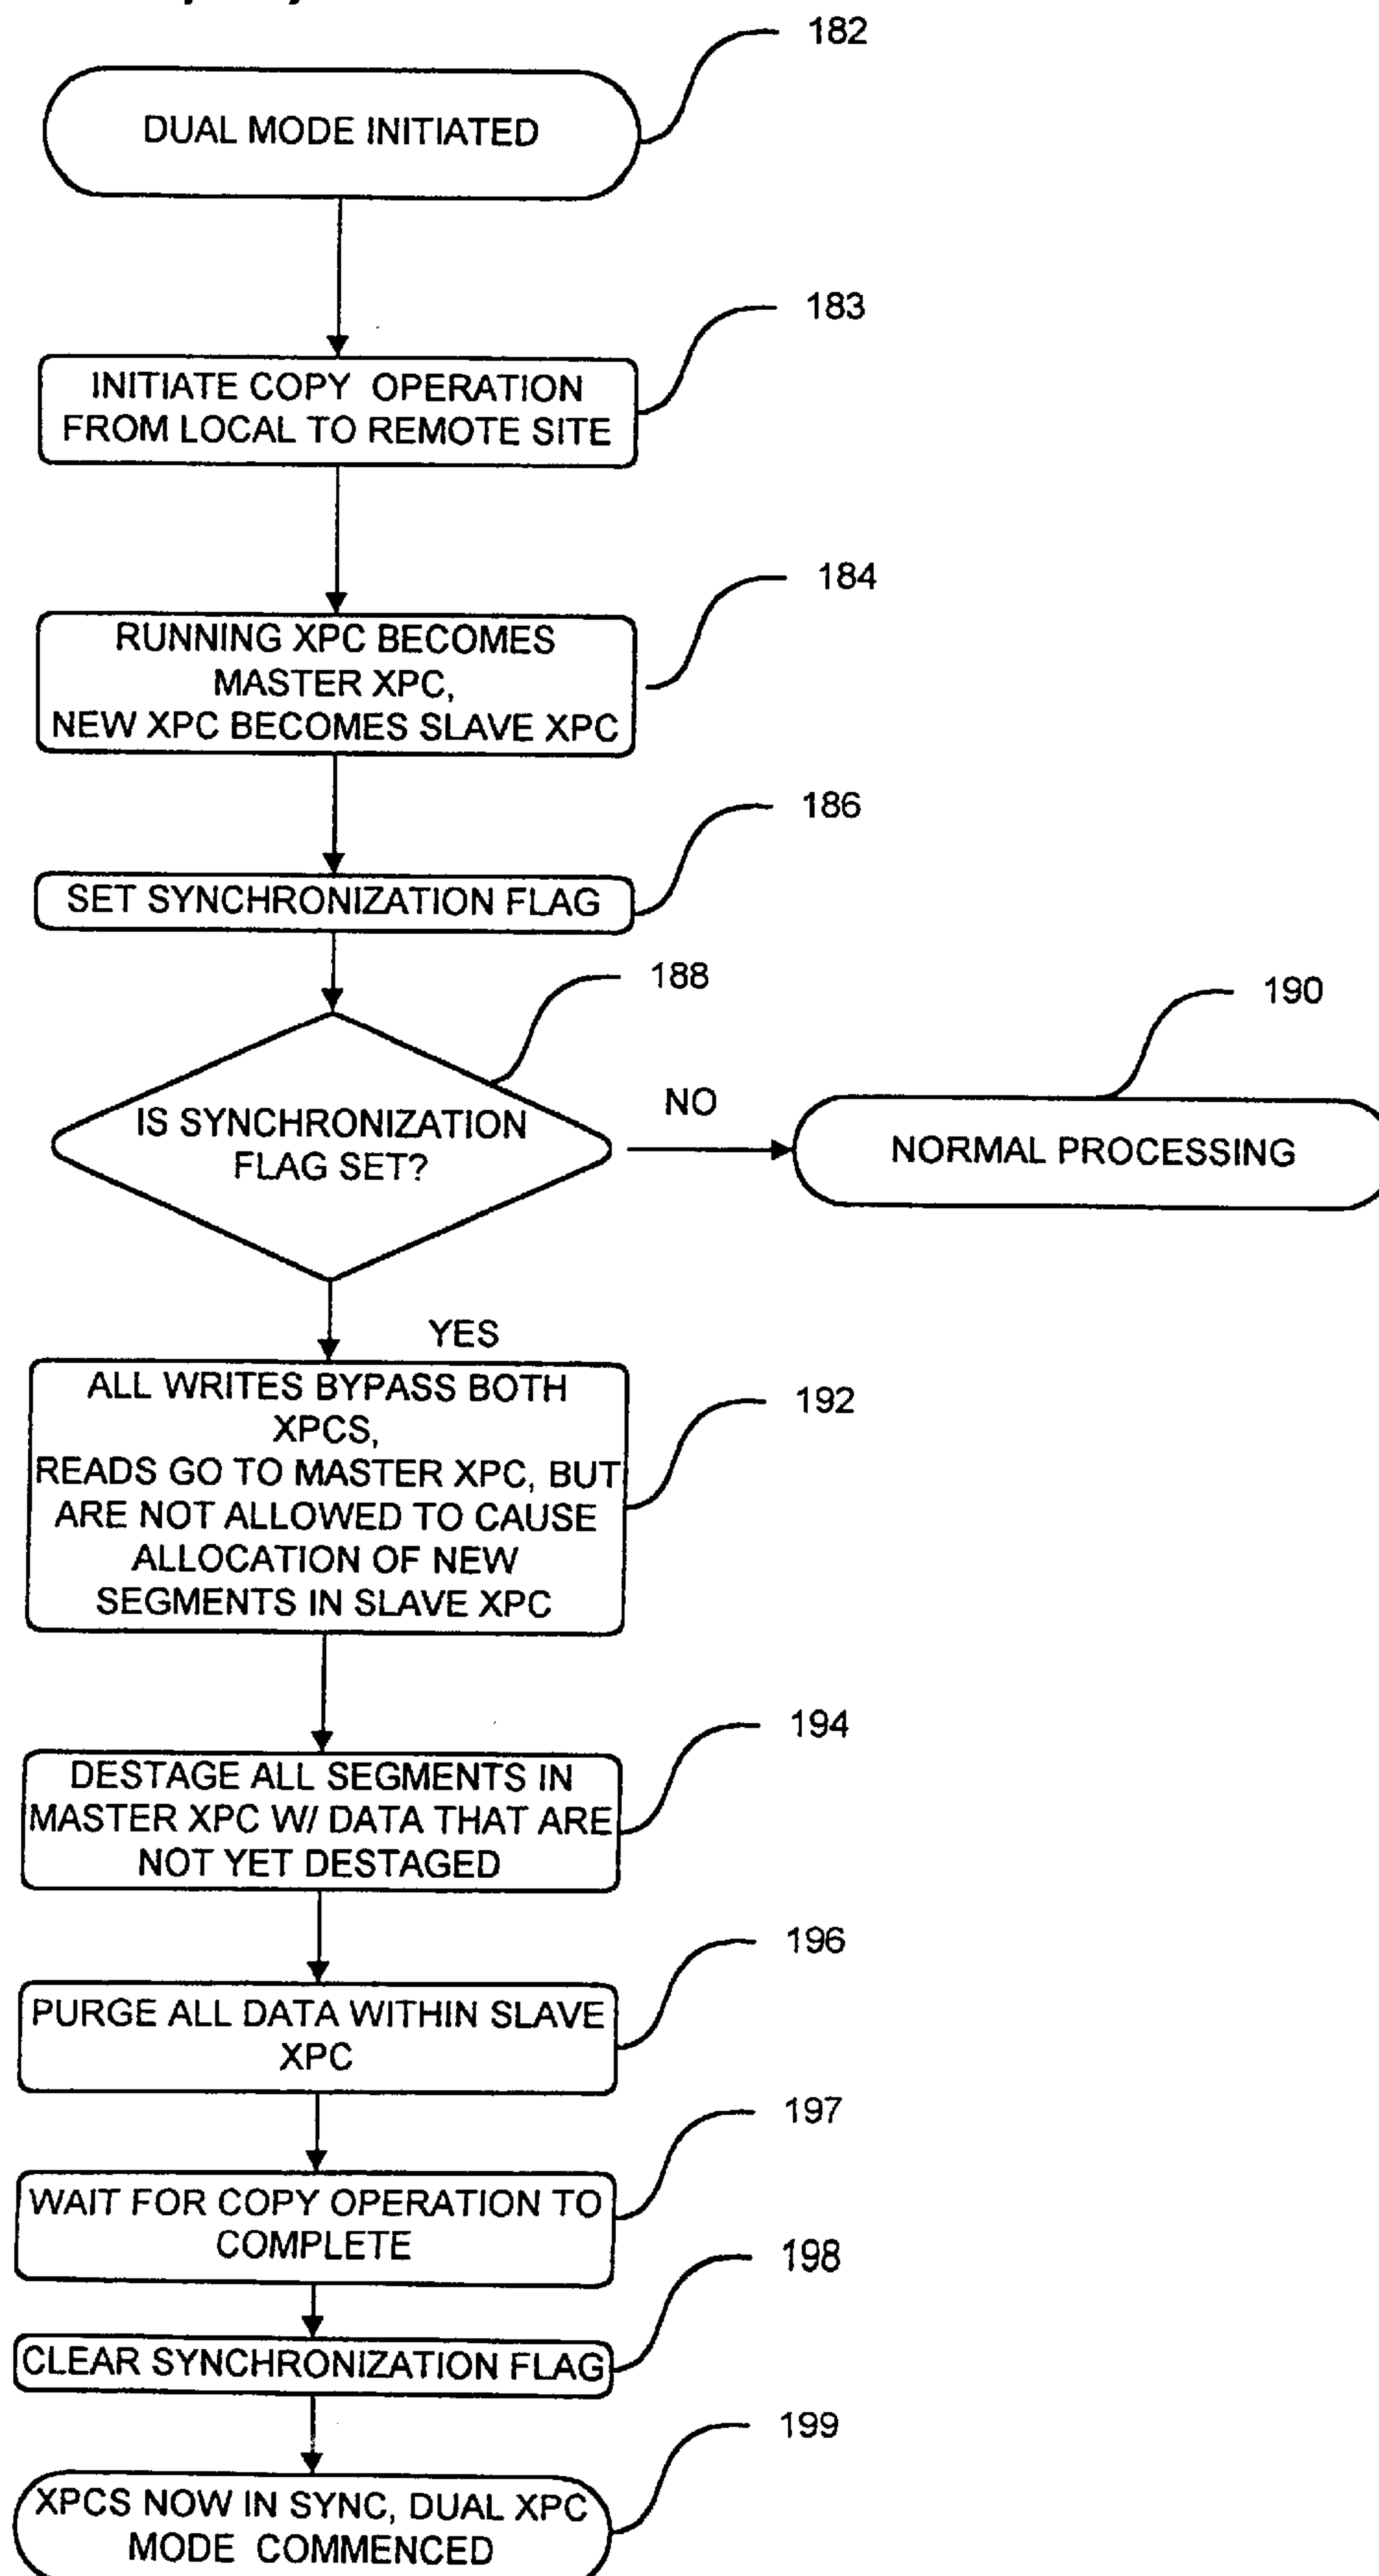 182
DUAL MODE INITIATED
183
INITIATE COPY OPERATION
FROM LOCAL TO REMOTE SITE
184
RUNNING XPC BECOMES
MASTER XPC,
NEW XPC BECOMES SLAVE XPC
186
SET SYNCHRONIZATION FLAG
188
190
IS SYNCHRONIZATION
FLAG SET?
NO
NORMAL PROCESSING
YES
ALL WRITES BYPASS BOTH
XPCS,
READS GO TO MASTER XPC, BUT
ARE NOT ALLOWED TO CAUSE
ALLOCATION OF NEW
SEGMENTS IN SLAVE XPC
192
194
DESTAGE ALL SEGMENTS IN
MASTER XPC W/ DATA THAT ARE
NOT YET DESTAGED
196
PURGE ALL DATA WITHIN SLAVE
XPC
197
WAIT FOR COPY OPERATION TO
COMPLETE
198
CLEAR SYNCHRONIZATION FLAG
199
XPCS NOW IN SYNC, DUAL XPC
MODE COMMENCED